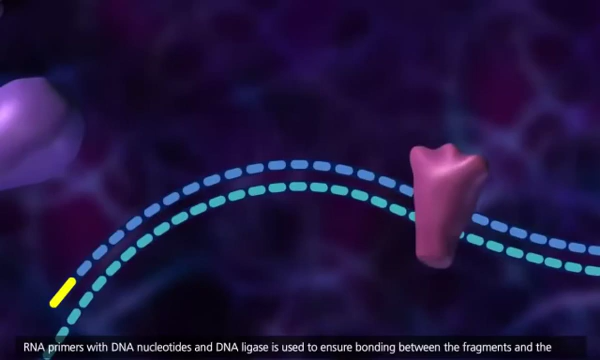 RNA primers with DNA nucleotides and DNA ligase is used to ensure bonding between the fragments and the